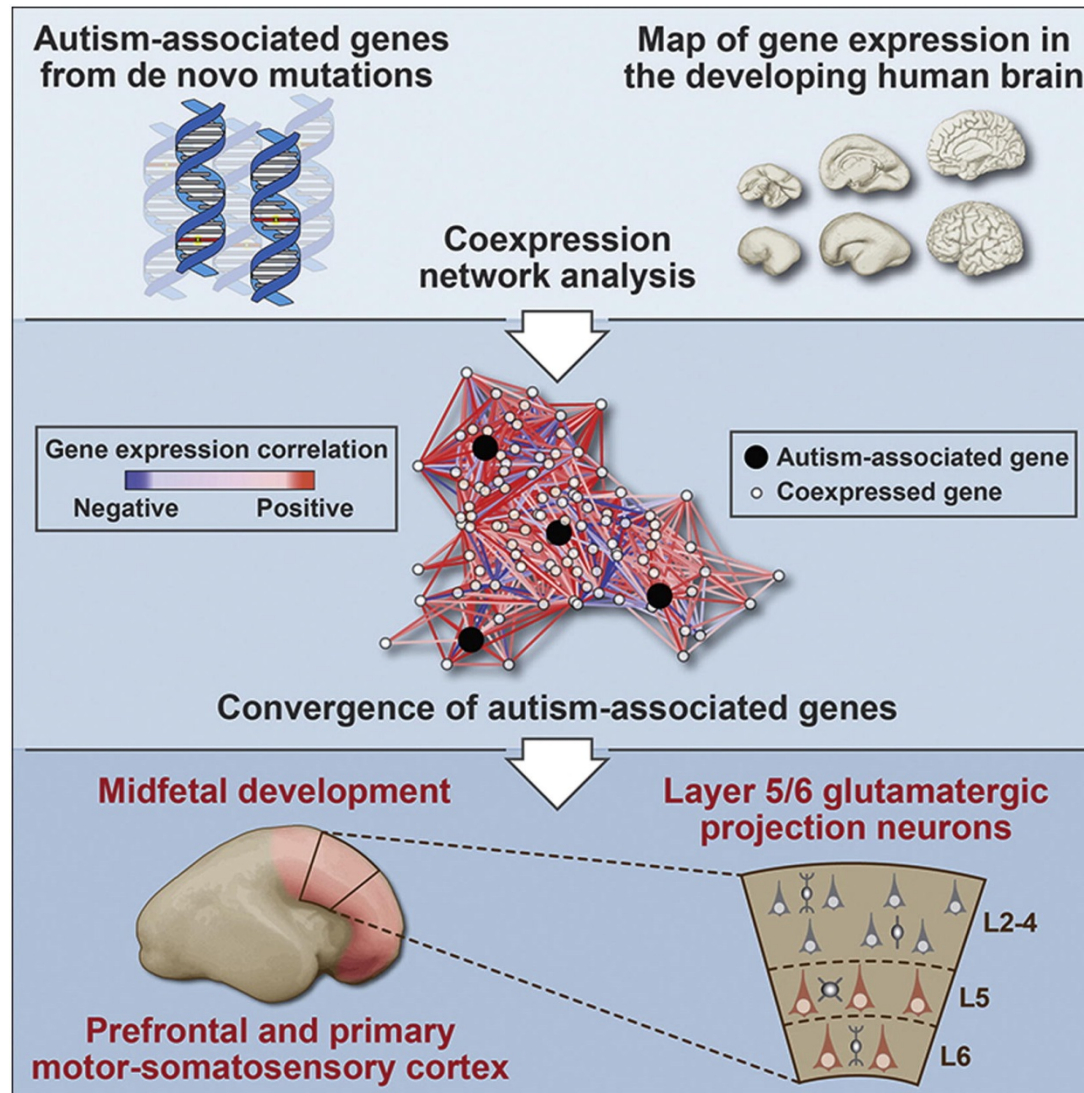 Autism-associated genes
from de novo mutations
Map of gene expression in
the developing human brain
Coexpression
network analysis
Gene expression correlation
Negative Positive
Autism-associated gene
Coexpressed gene
Convergence of autism-associated genes
Midfetal development
Layer 5/6 glutamatergic
projection neurons
L2-4
L5
L6
Prefrontal and primary
motor-somatosensory cortex